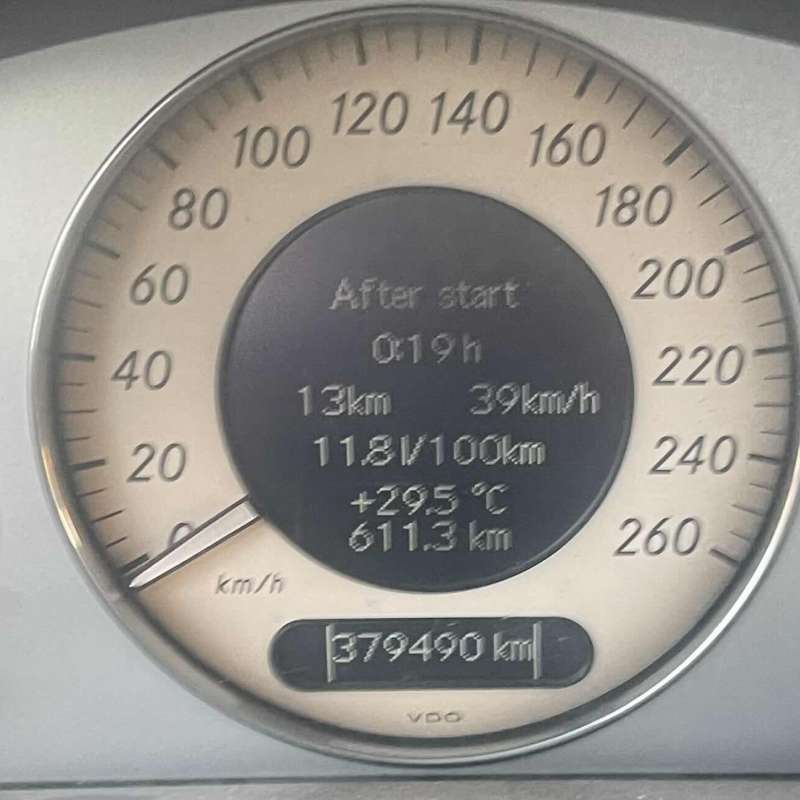 120 140
100 160
80 180
60 200
40 220
20 240
0 260
After start
0:19h
13km 39km/h
11.8l/100km
+29.5 °C
611.3 km
km/h
379490 km
VDO